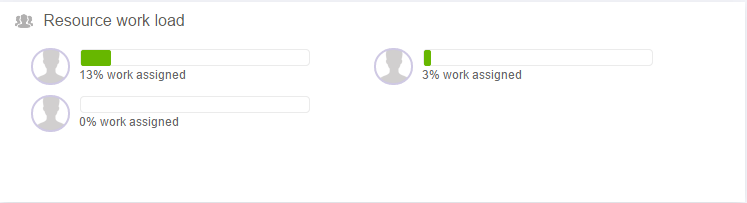 Resource work load
13% work assigned
3% work assigned
0% work assigned